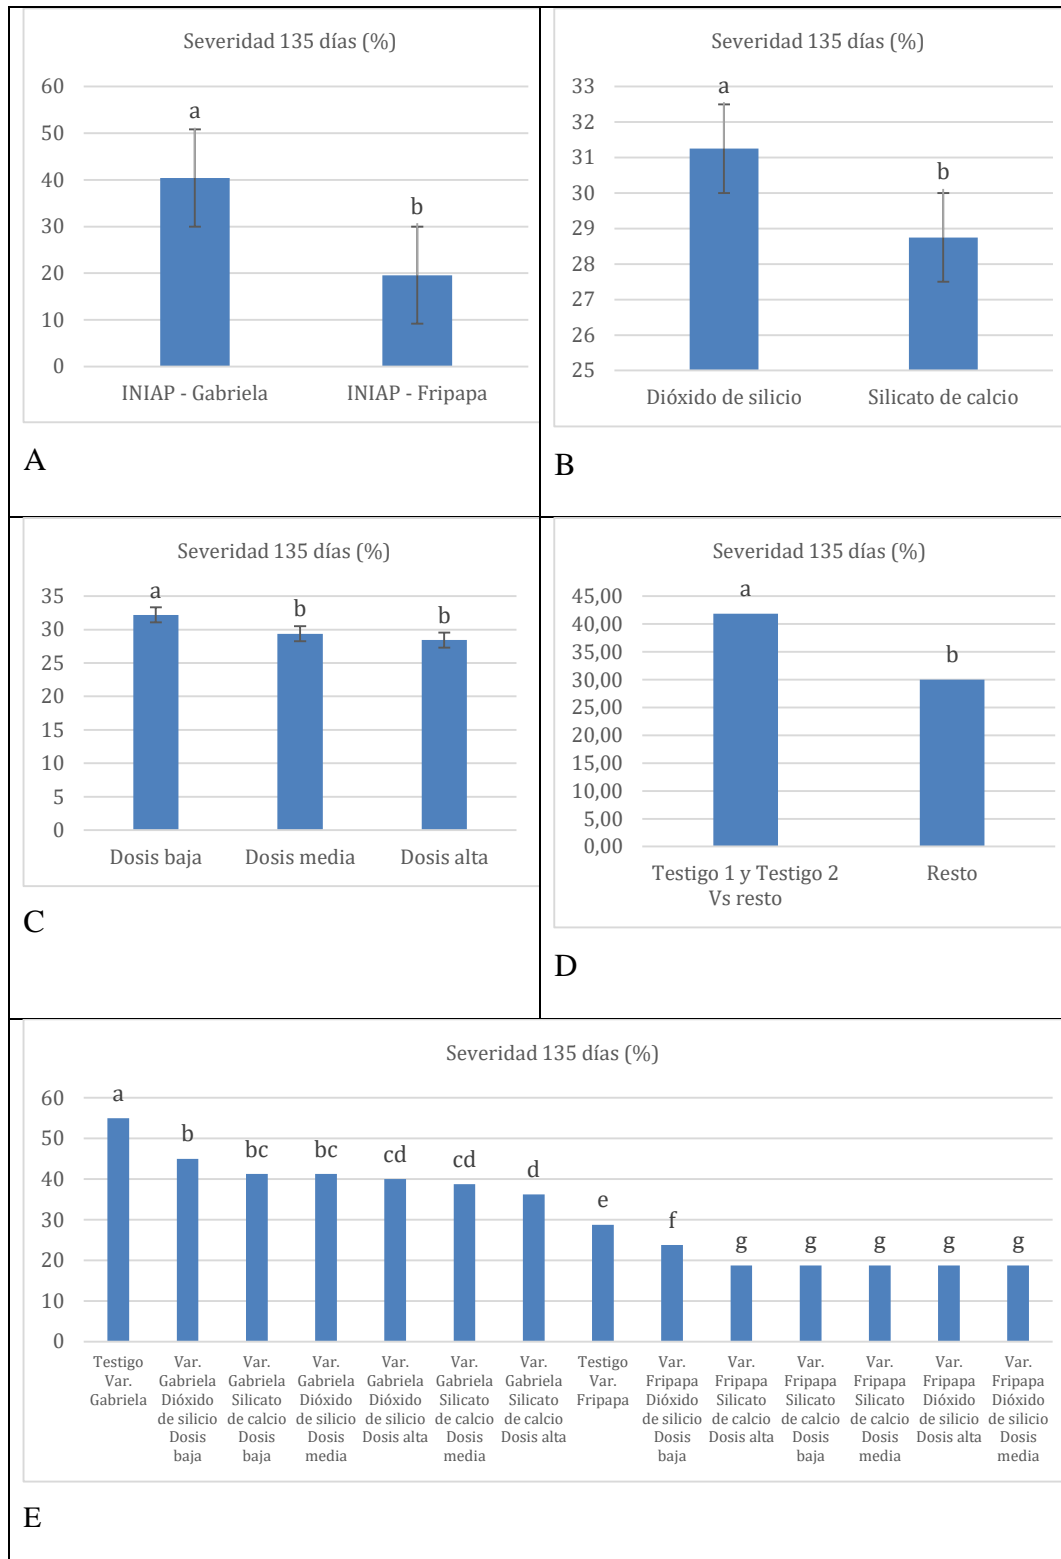 Severidad 135 días (%)
60
50
40
30
20
10
0
a
b
INIAP - Gabriela
INIAP - Fripapa
A
Severidad 135 días (%)
33
32
31
30
29
28
27
26
25
a
b
Dióxido de silicio
Silicato de calcio
B
Severidad 135 días (%)
35
30
25
20
15
10
5
0
a
b
b
Dosis baja
Dosis media
Dosis alta
C
Severidad 135 días (%)
45,00
40,00
35,00
30,00
25,00
20,00
15,00
10,00
5,00
0,00
a
b
Testigo 1 y Testigo 2
Vs resto
Resto
D
Severidad 135 días (%)
60
50
40
30
20
10
0
a
b
bc
bc
cd
cd
d
e
f
g
g
g
g
g
Testigo
Var.
Gabriela
Var.
Gabriela
Dióxido
de silicio
Dosis
baja
Var.
Gabriela
Silicato
de calcio
Dosis
baja
Var.
Gabriela
Dióxido
de silicio
Dosis
media
Var.
Gabriela
Dióxido
de silicio
Dosis alta
Var.
Gabriela
Silicato
de calcio
Dosis
media
Var.
Gabriela
Silicato
de calcio
Dosis alta
Testigo
Var.
Fripapa
Var.
Fripapa
Dióxido
de silicio
Dosis
baja
Var.
Fripapa
Silicato
de calcio
Dosis alta
Var.
Fripapa
Silicato
de calcio
Dosis
baja
Var.
Fripapa
Silicato
de calcio
Dosis
media
Var.
Fripapa
Dióxido
de silicio
Dosis alta
Var.
Fripapa
Dióxido
de silicio
Dosis
media
E